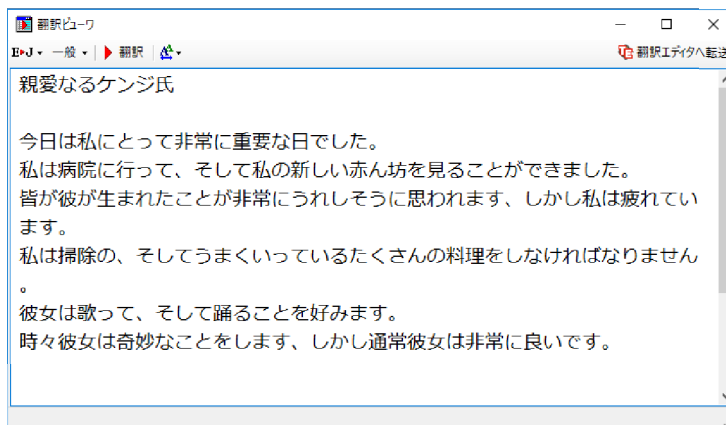 翻訳ビューワ
E▶J 一般 翻訳 翻訳エディタへ転送
親愛なるケンジ氏
今日は私にとって非常に重要な日でした。
私は病院に行って、そして私の新しい赤ん坊を見ることができました。
皆が彼が生まれたことが非常にうれしそうに思われます、しかし私は疲れてい
ます。
私は掃除の、そしてうまくいっているたくさんの料理をしなければなりません
。
彼女は歌って、そして踊ることを好みます。
時々彼女は奇妙なことをします、しかし通常彼女は非常に良いです。